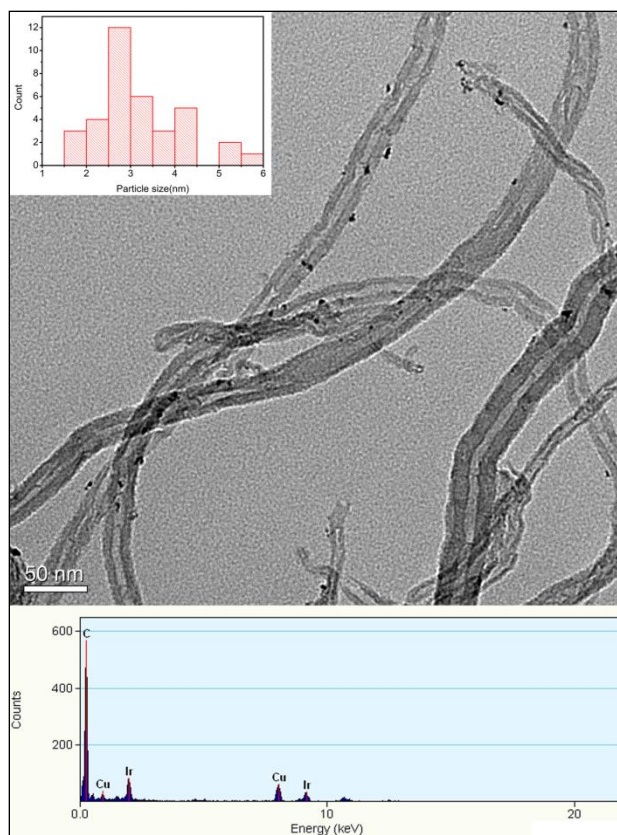 12
10
8
6
4
2
0
Count
1 2 3 4 5 6
Particle size(nm)
50 nm
600
400
200
Counts
C
Cu
Ir
Cu
Ir
0.0 10 20
Energy (keV)